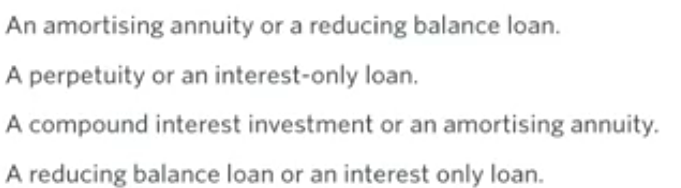 An amortising annuity or a reducing balance loan.
A perpetuity or an interest-only loan.
A compound interest investment or an amortising annuity.
A reducing balance loan or an interest only loan.